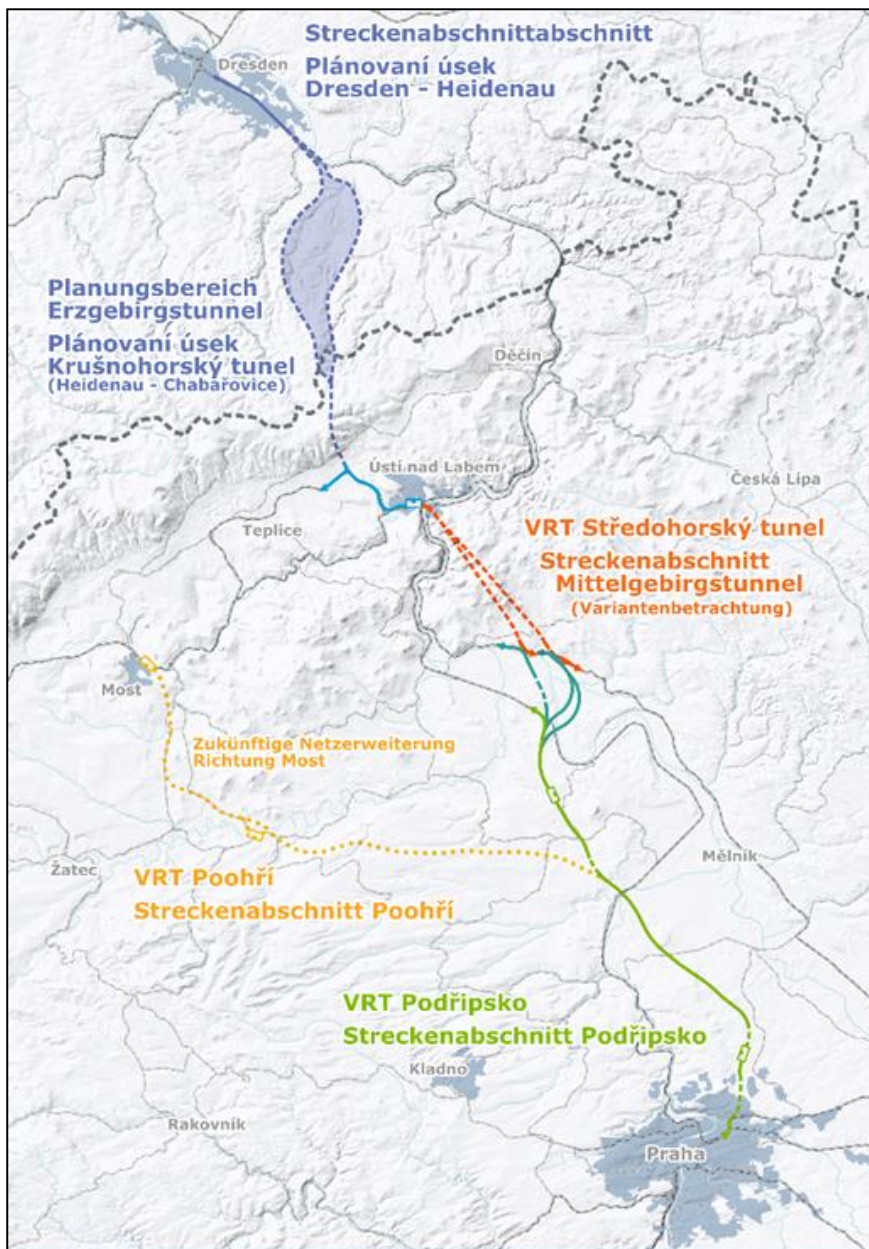 Streckenabschnittabschnitt
Dresden
Plánovaní úsek
Dresden - Heidenau
Planungsbereich
Erzgebirgstunnel
Plánovaní úsek
Krušnohorský tunel
(Heidenau - Chabařovice)
Děčín
Ústí nad Labem
Česká Lípa
Teplice
VRT Středohorský tunel
Streckenabschnitt
Mittelgebirgstunnel
(Variantenbetrachtung)
Most
Zukünftige Netzerweiterung
Richtung Most
Žatec
Mělník
VRT Poohří
Streckenabschnitt Poohří
VRT Podřipsko
Streckenabschnitt Podřipsko
Kladno
Rakovník
Praha